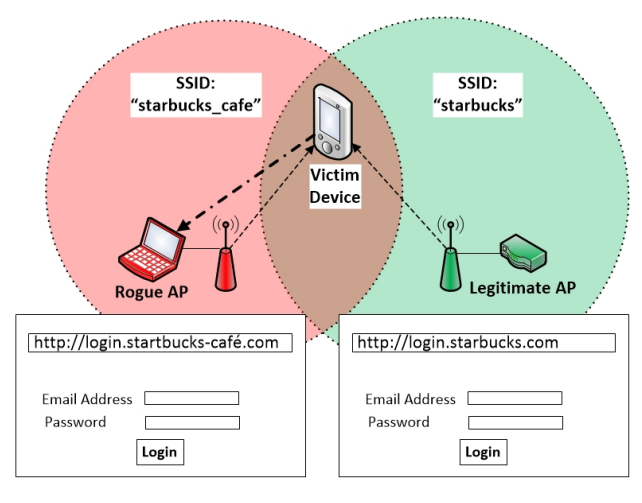 SSID:
“starbucks_cafe”
SSID:
“starbucks”
Victim
Device
Rogue AP
Legitimate AP
http://login.startbucks-café.com
Email Address
Password
Login
http://login.starbucks.com
Email Address
Password
Login